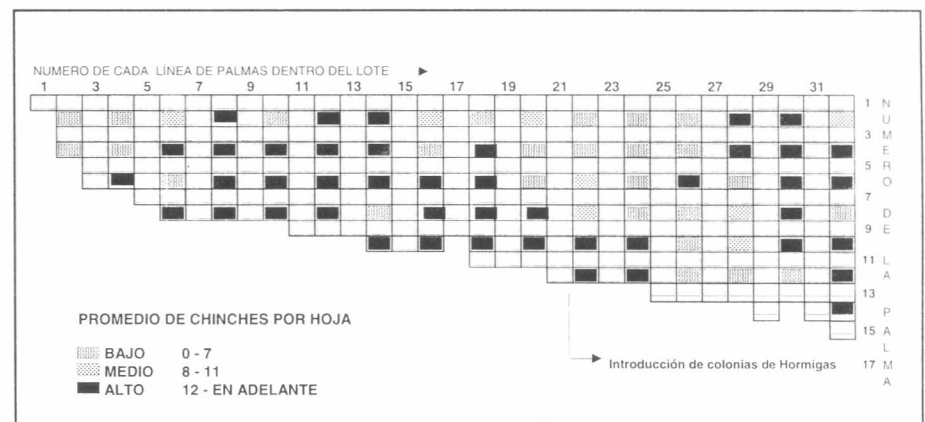 NUMERO DE CADA LÍNEA DE PALMAS DENTRO DEL LOTE
1 3 5 7 9 11 13 15 17 19 21 23 25 27 29 31
1 N
U
3 M
E
5 R
O
7
D
9 E
11 L
A
13
P
15 A
L
17 M
A
PROMEDIO DE CHINCHES POR HOJA
BAJO 0 - 7
MEDIO 8 - 11
ALTO 12 - EN ADELANTE
Introducción de colonias de Hormigas